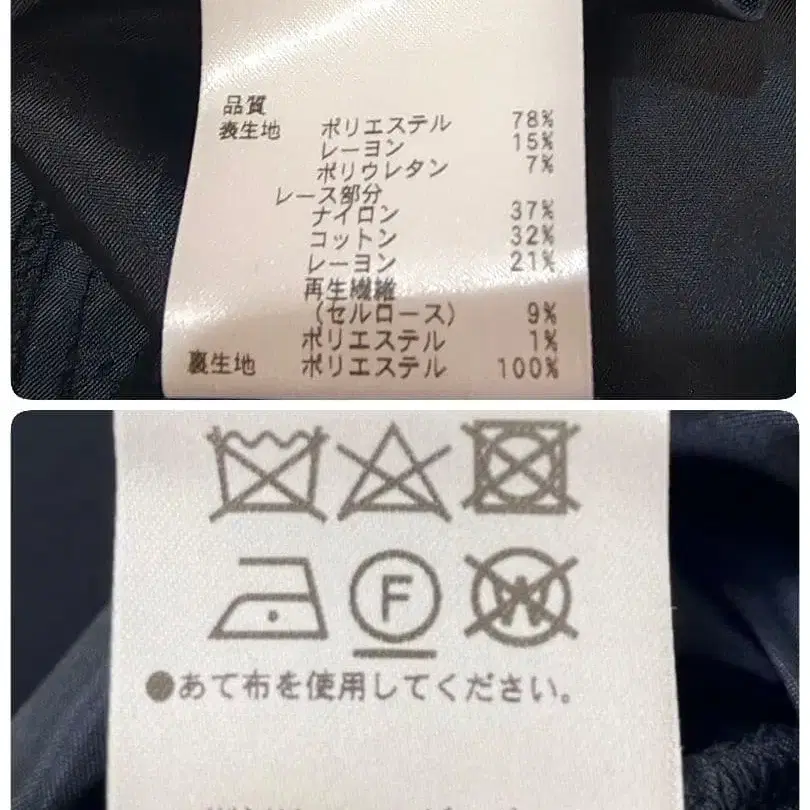 品質
表生地 ポリエステル 78%
レーヨン 15%
ポリウレタン 7%
レース部分
ナイロン 37%
コットン 32%
レーヨン 21%
再生繊維
(セルロース) 9%
ポリエステル 1%
裏生地 ポリエステル 100%
F W
●あて布を使用してください。